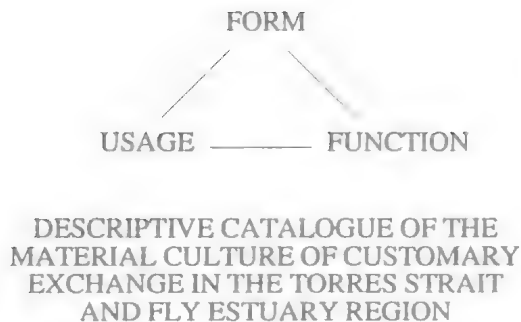 FORM
USAGE FUNCTION
DESCRIPTIVE CATALOGUE OF THE
MATERIAL CULTURE OF CUSTOMARY
EXCHANGE IN THE TORRES STRAIT
AND FLY ESTUARY REGION